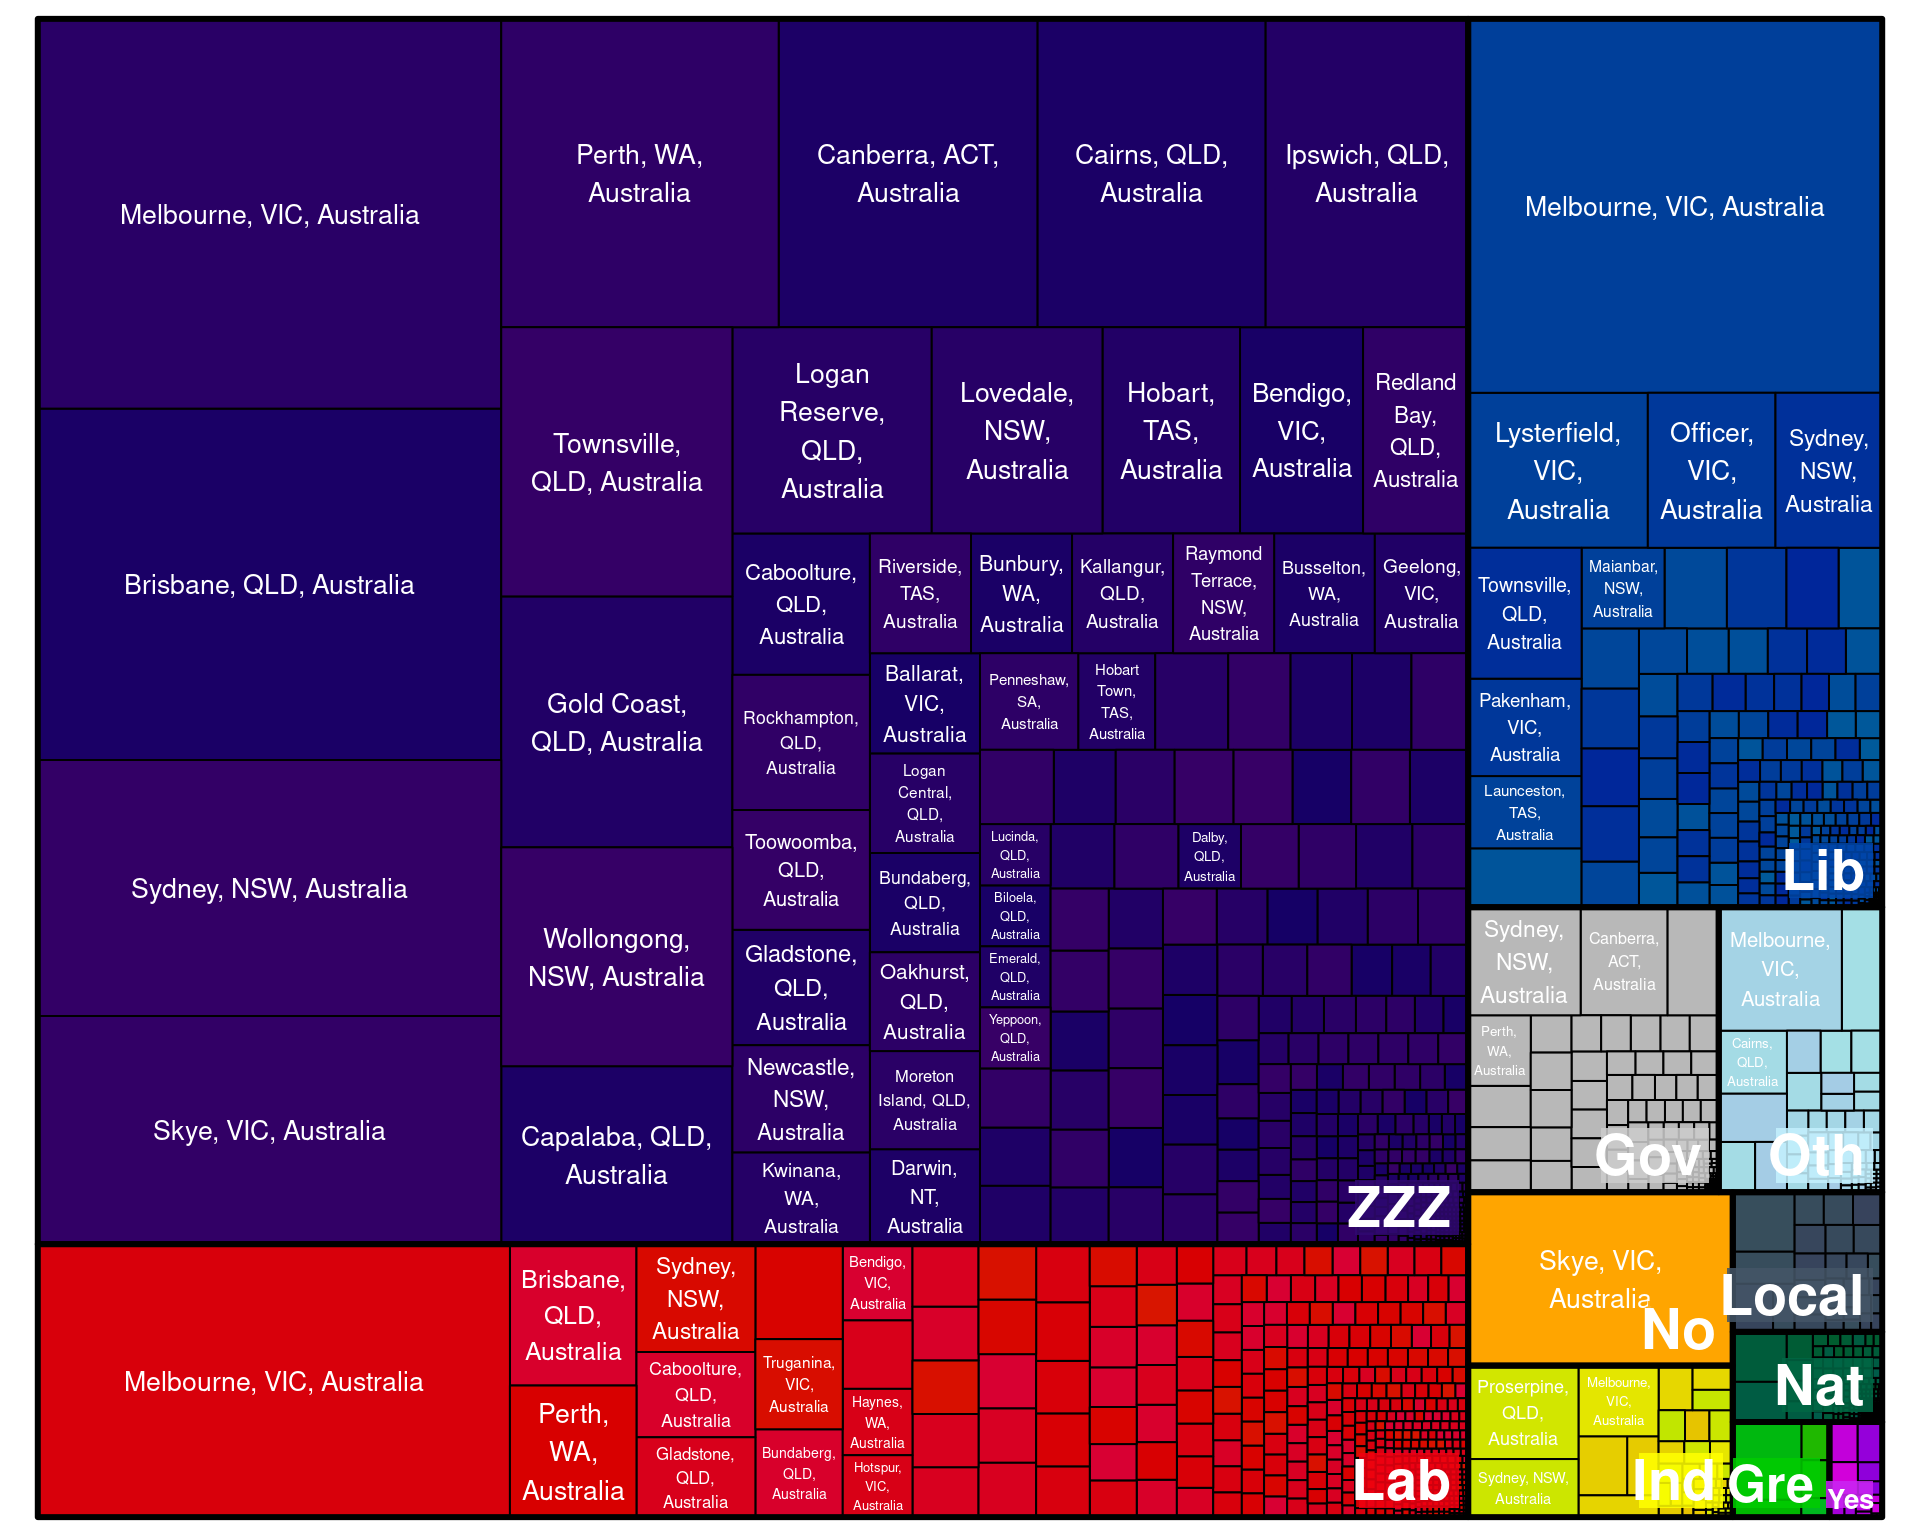 Melbourne, VIC, Australia
Brisbane, QLD, Australia
Sydney, NSW, Australia
Skye, VIC, Australia
Perth, WA,
Australia
Canberra, ACT,
Australia
Cairns, QLD,
Australia
Ipswich, QLD,
Australia
Townsville,
QLD, Australia
Gold Coast,
QLD, Australia
Wollongong,
NSW, Australia
Capalaba, QLD,
Australia
Logan
Reserve,
QLD,
Australia
Lovedale,
NSW,
Australia
Hobart,
TAS,
Australia
Bendigo,
VIC,
Australia
Redland
Bay,
QLD,
Australia
Caboolture,
QLD,
Australia
Rockhampton,
QLD,
Australia
Toowoomba,
QLD,
Australia
Gladstone,
QLD,
Australia
Newcastle,
NSW,
Australia
Kwinana,
WA,
Australia
Riverside,
TAS,
Australia
Bunbury,
WA,
Australia
Kallangur,
QLD,
Australia
Raymond
Terrace,
NSW,
Australia
Busselton,
WA,
Australia
Geelong,
VIC,
Australia
Ballarat,
VIC,
Australia
Logan
Central,
QLD,
Australia
Bundaberg,
QLD,
Australia
Oakhurst,
QLD,
Australia
Moreton
Island, QLD,
Australia
Darwin,
NT,
Australia
Penneshaw,
SA,
Australia
Hobart
Town,
TAS,
Australia
Lucinda,
QLD,
Australia
Biloela,
QLD,
Australia
Emerald,
QLD,
Australia
Yeppoon,
QLD,
Australia
Dalby,
QLD,
Australia
ZZZ
Melbourne, VIC, Australia
Brisbane,
QLD,
Australia
Perth,
WA,
Australia
Sydney,
NSW,
Australia
Caboolture,
QLD,
Australia
Gladstone,
QLD,
Australia
Truganina,
VIC,
Australia
Bundaberg,
QLD,
Australia
Bendigo,
VIC,
Australia
Haynes,
WA,
Australia
Hotspur,
VIC,
Australia
Lab
Melbourne, VIC, Australia
Lysterfield,
VIC,
Australia
Officer,
VIC,
Australia
Sydney,
NSW,
Australia
Townsville,
QLD,
Australia
Pakenham,
VIC,
Australia
Launceston,
TAS,
Australia
Maianbar,
NSW,
Australia
Lib
Sydney,
NSW,
Australia
Canberra,
ACT,
Australia
Perth,
WA,
Australia
Gov
Melbourne,
VIC,
Australia
Cairns,
QLD,
Australia
Oth
Skye, VIC,
Australia
No
Local
Nat
Proserpine,
QLD,
Australia
Sydney, NSW,
Australia
Melbourne,
VIC,
Australia
Ind
Gre
Yes